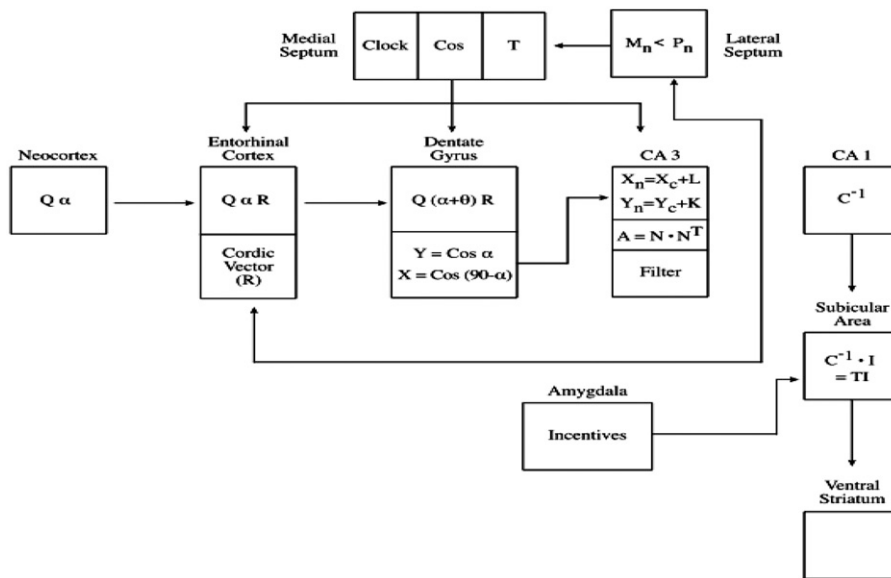 Medial
Septum
Clock
Cos
T
Mn< Pn
Lateral
Septum
Neocortex
Q α
Entorhinal
Cortex
Q α R
Cordic
Vector
(R)
Dentate
Gyrus
Q (α+θ) R
Y = Cos α
X = Cos (90-α)
CA 3
Xn=Xc+L
Yn=Yc+K
A = N • N^T
Filter
CA 1
C^-1
Subicular
Area
C^-1 • I
= TI
Amygdala
Incentives
Ventral
Striatum